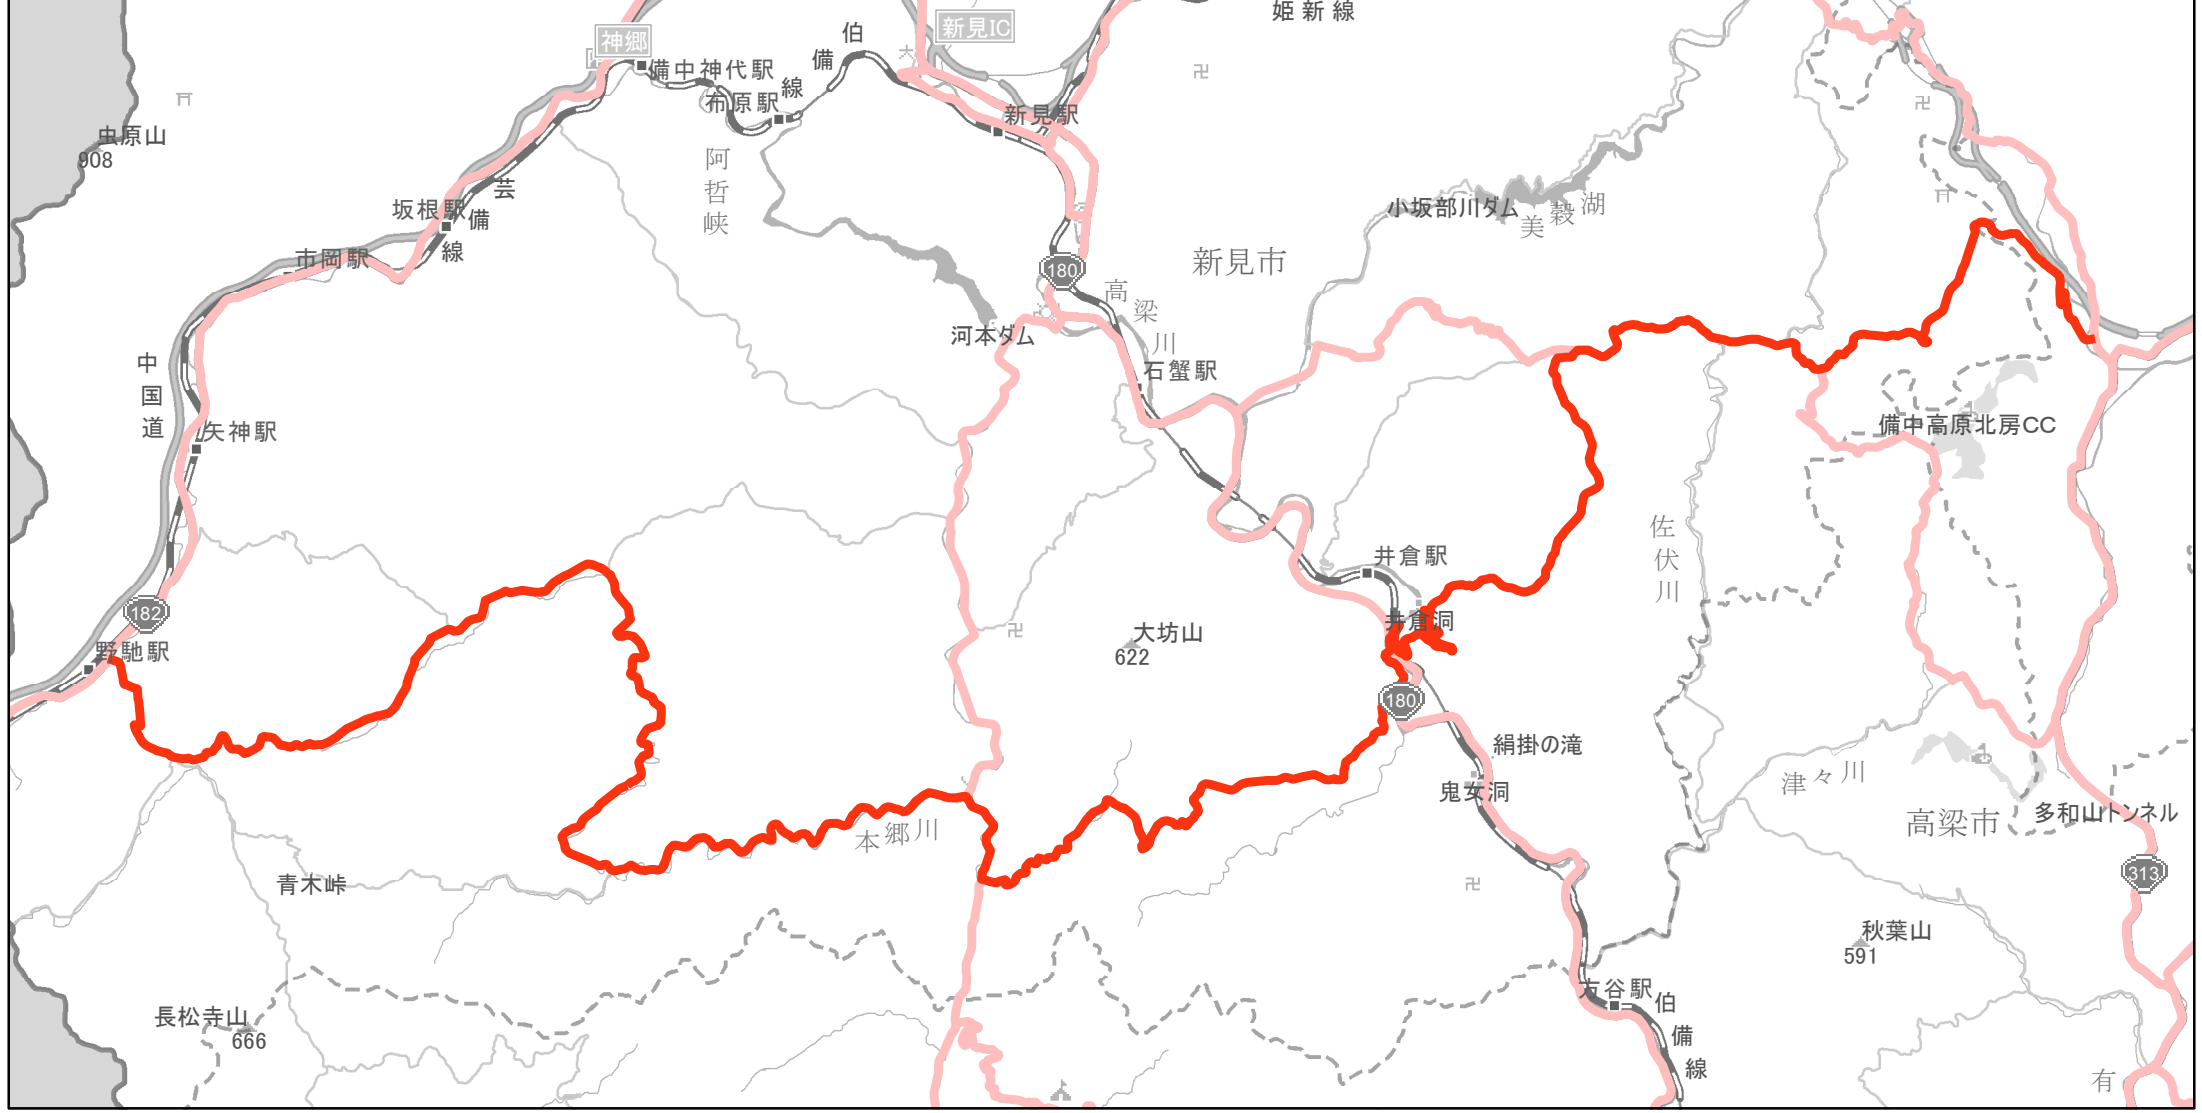 姫新線
伯
備
線
新見IC
神郷
備中神代駅
布原駅
新見駅
虫原山
908
阿哲峡
芸
備
線
坂根駅
市岡駅
小坂部川ダム
美穀湖
新見市
180
高梁川
河本ダム
石蟹駅
中国道
矢神駅
備中高原北房CC
佐伏川
井倉駅
井倉洞
182
野馳駅
大坊山
622
180
絹掛の滝
鬼女洞
津々川
高梁市
多和山トンネル
本郷川
313
青木峠
秋葉山
591
方谷駅
伯
備
線
長松寺山
666
有